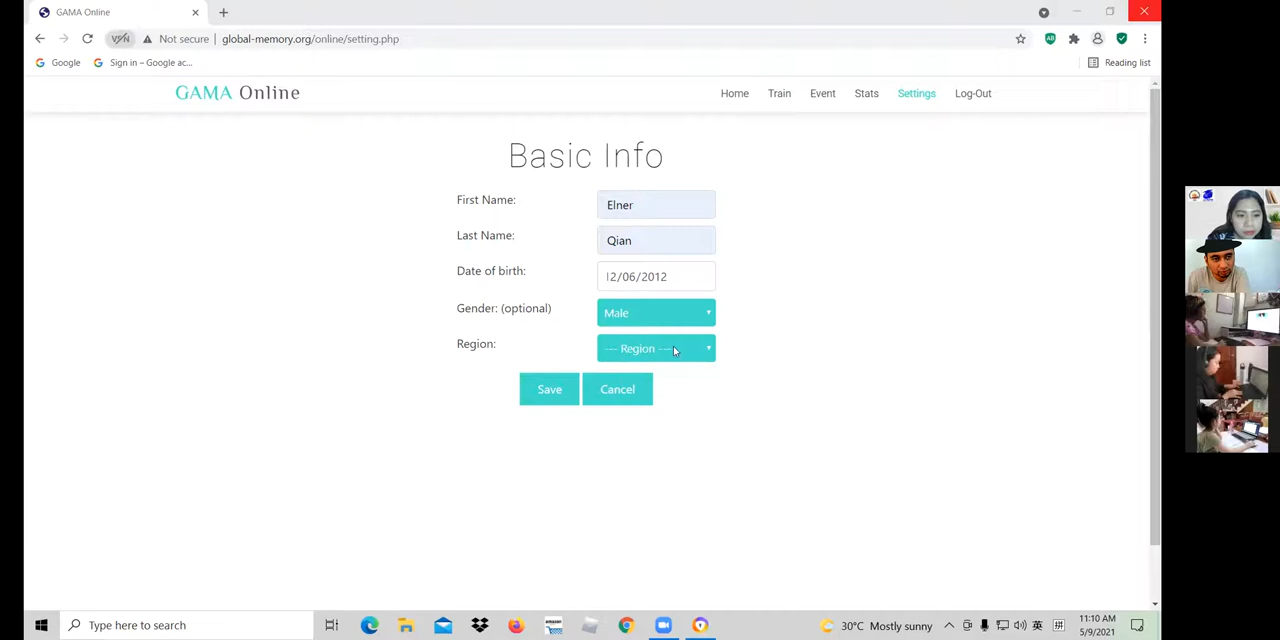 GAMA Online
Not secure
global-memory.org/online/setting.php
Google
Sign in – Google ac...
Reading list
GAMA Online
Home
Train
Event
Stats
Settings
Log-Out
Basic Info
First Name:
Elner
Last Name:
Qian
Date of birth:
12/06/2012
Gender: (optional)
Male
Region:
--- Region ---
Save
Cancel
Type here to search
30°C Mostly sunny
英
拼
11:10 AM
5/9/2021